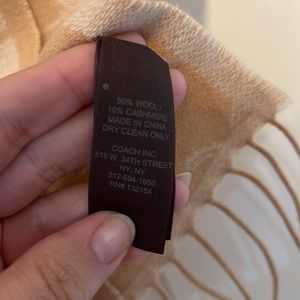 90% WOOL/
10% CASHMERE
MADE IN CHINA
DRY CLEAN ONLY
COACH INC.
516 W. 34TH STREET
NY, NY
212-594-1850
RN# 132154